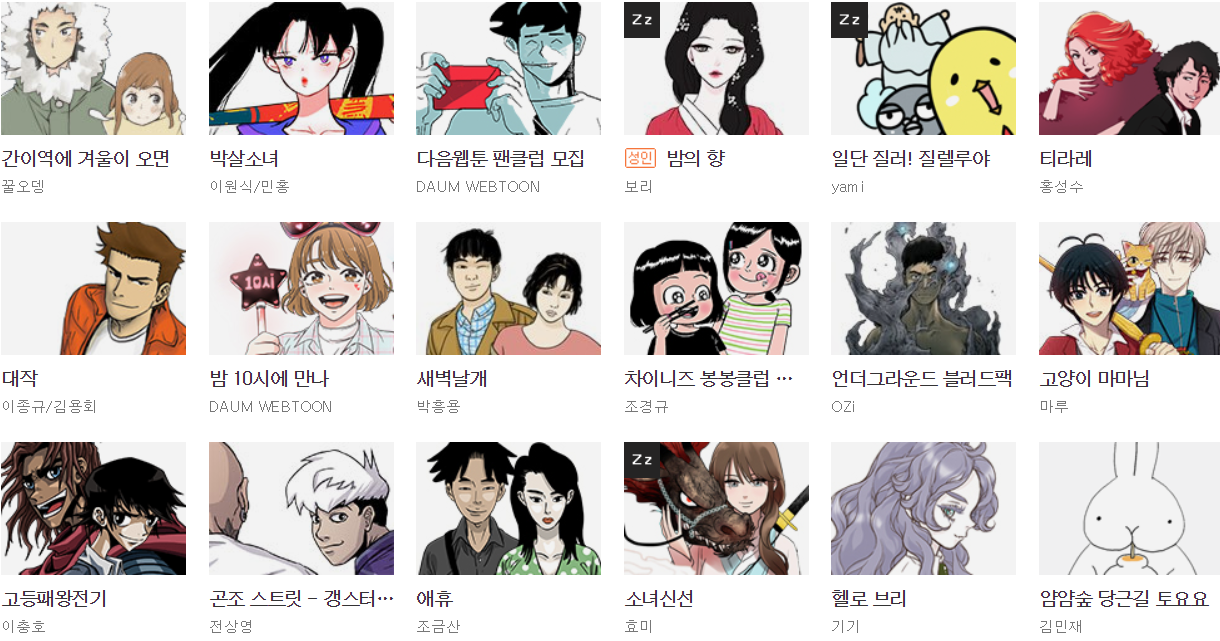 Zz
Zz
간이역에 겨울이 오면
박살소녀
다음웹툰 팬클럽 모집
성인 밤의 향
일단 질러! 질렐루야
티라레
꿀오뎅
이원식/민홍
DAUM WEBTOON
보리
yami
홍성수
10시
대작
밤 10시에 만나
새벽날개
차이니즈 봉봉클럽 …
언더그라운드 블러드팩
고양이 마마님
이종규/김용회
DAUM WEBTOON
박흥용
조경규
OZi
마루
Zz
고등패왕전기
곤조 스트릿 - 갱스터…
애휴
소녀신선
헬로 브리
얌얌숲 당근길 토요요
이충호
전상영
조금산
효미
기기
김민재